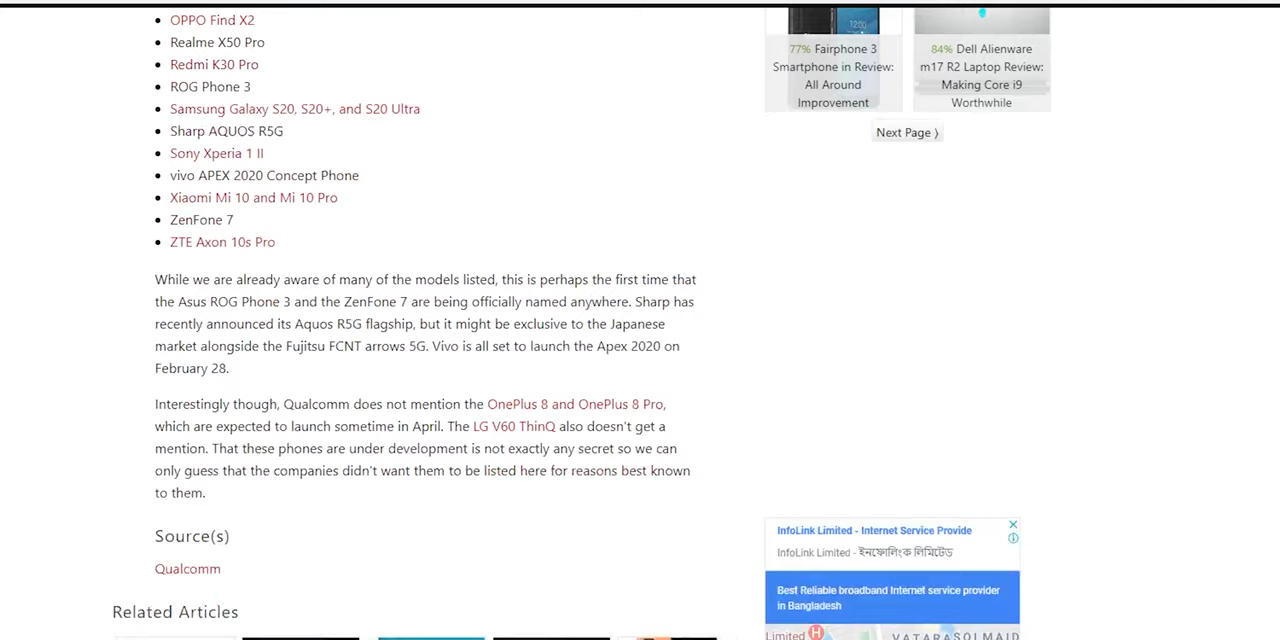 OPPO Find X2
Realme X50 Pro
Redmi K30 Pro
ROG Phone 3
Samsung Galaxy S20, S20+, and S20 Ultra
Sharp AQUOS R5G
Sony Xperia 1 II
vivo APEX 2020 Concept Phone
Xiaomi Mi 10 and Mi 10 Pro
ZenFone 7
ZTE Axon 10s Pro
While we are already aware of many of the models listed, this is perhaps the first time that
the Asus ROG Phone 3 and the ZenFone 7 are being officially named anywhere. Sharp has
recently announced its Aquos R5G flagship, but it might be exclusive to the Japanese
market alongside the Fujitsu FCNT arrows 5G. Vivo is all set to launch the Apex 2020 on
February 28.
Interestingly though, Qualcomm does not mention the OnePlus 8 and OnePlus 8 Pro,
which are expected to launch sometime in April. The LG V60 ThinQ also doesn't get a
mention. That these phones are under development is not exactly any secret so we can
only guess that the companies didn't want them to be listed here for reasons best known
to them.
Source(s)
Qualcomm
Related Articles
12:00
77% Fairphone 3
Smartphone in Review:
All Around
Improvement
84% Dell Alienware
m17 R2 Laptop Review:
Making Core i9
Worthwhile
Next Page ⟩
InfoLink Limited - Internet Service Provide
InfoLink Limited - ইনফোলিংক লিমিটেড
Best Reliable broadband Internet service provider
in Bangladesh
Limited H
VATARASOLMAID